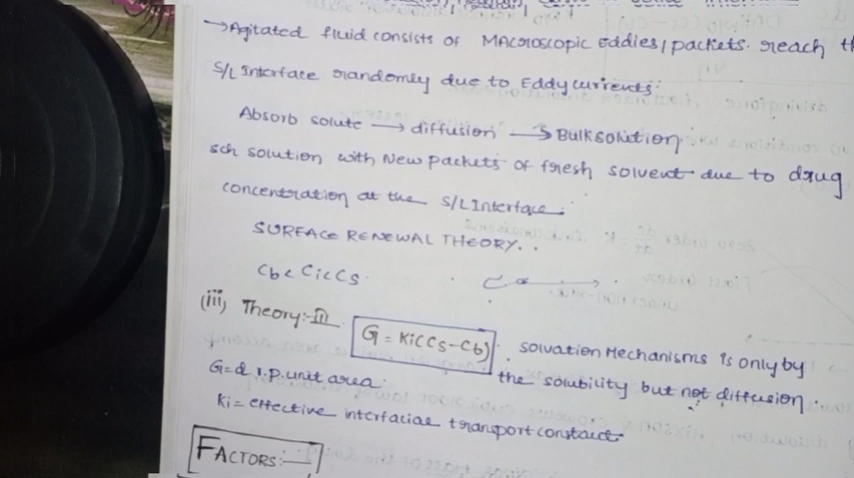 →Agitated fluid consists of MAcroscopic Eddies/packets. reach
S/L Interface randomly due to Eddy currents.
Absorb solute → diffusion → Bulk solution
sch solution with New packets of fresh solvent due to drug
concentration at the S/L Interface.
SURFACE RENEWAL THEORY..
Cb<Ci<Cs
(iii) Theory:-III G = Ki(Cs-Cb). solvation Mechanisms is only by
the solubility but not diffusion.
G=d r.p.unit area.
Ki= effective interfacial transport constant
FACTORS:—